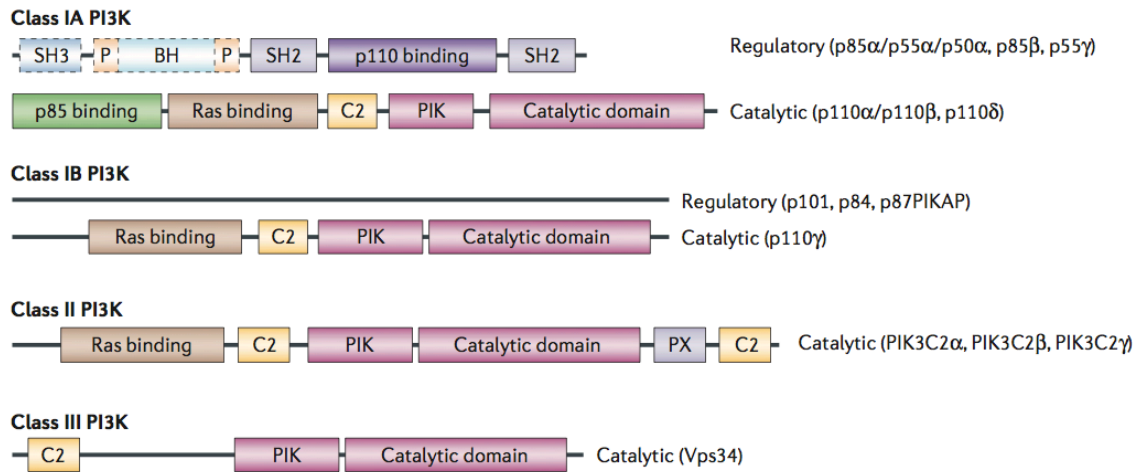 Class IA PI3K
SH3 P BH P SH2 p110 binding SH2 Regulatory (p85α/p55α/p50α, p85β, p55γ)
p85 binding Ras binding C2 PIK Catalytic domain Catalytic (p110α/p110β, p110δ)
Class IB PI3K
Regulatory (p101, p84, p87PIKAP)
Ras binding C2 PIK Catalytic domain Catalytic (p110γ)
Class II PI3K
Ras binding C2 PIK Catalytic domain PX C2 Catalytic (PIK3C2α, PIK3C2β, PIK3C2γ)
Class III PI3K
C2 PIK Catalytic domain Catalytic (Vps34)